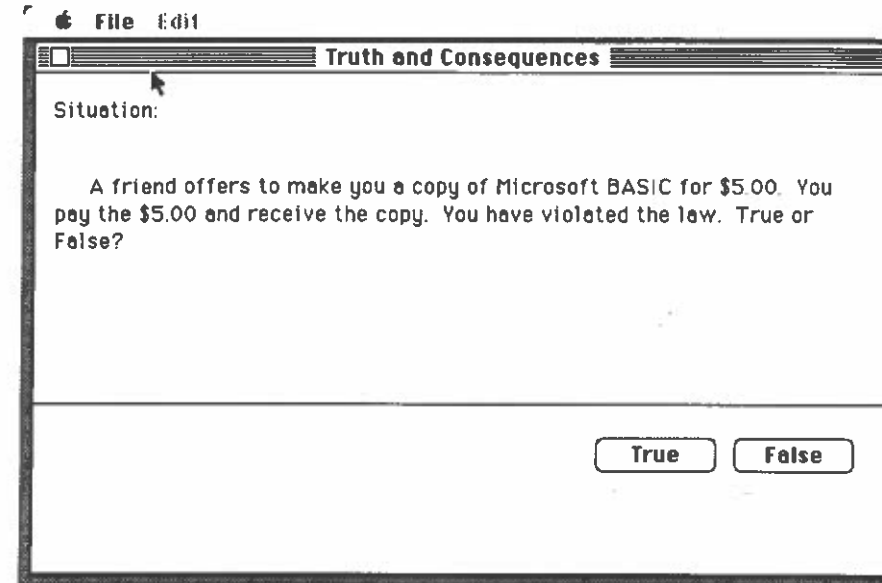 File Edit
Truth and Consequences
Situation:
A friend offers to make you a copy of Microsoft BASIC for $5.00. You
pay the $5.00 and receive the copy. You have violated the law. True or
False?
True False